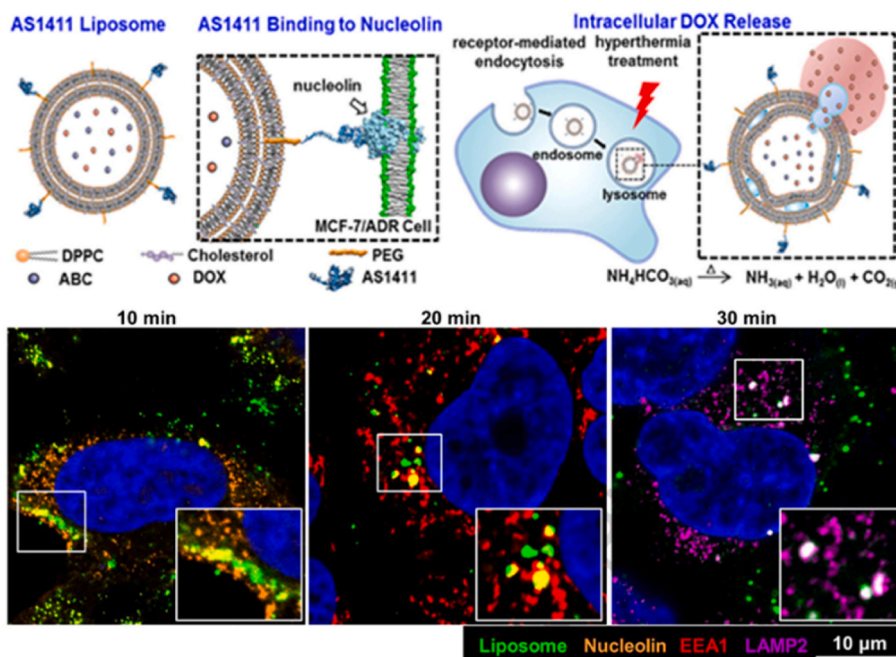 AS1411 Liposome
AS1411 Binding to Nucleolin
Intracellular DOX Release
nucleolin
MCF-7/ADR Cell
receptor-mediated
endocytosis
hyperthermia
treatment
endosome
lysosome
DPPC
Cholesterol
PEG
ABC
DOX
AS1411
NH₄HCO₃(aq) Δ NH₃(aq) + H₂O(l) + CO₂(
10 min
20 min
30 min
Liposome Nucleolin EEA1 LAMP2 10 µm